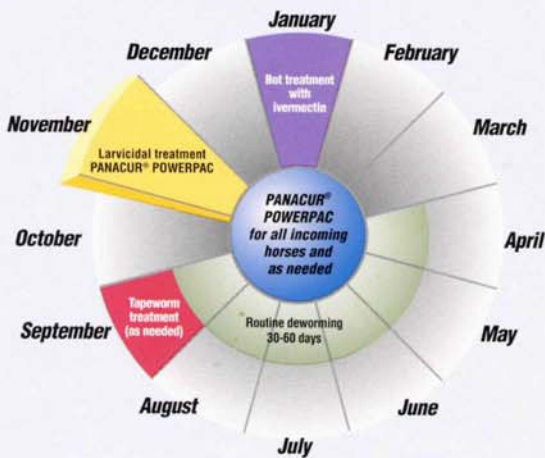 January
February
March
April
May
June
July
August
September
October
November
December
Bot treatment
with
ivermectin
Larvicidal treatment
PANACUR® POWERPAC
PANACUR®
POWERPAC
for all incoming
horses and
as needed
Tapeworm
treatment
(as needed)
Routine deworming
30-60 days